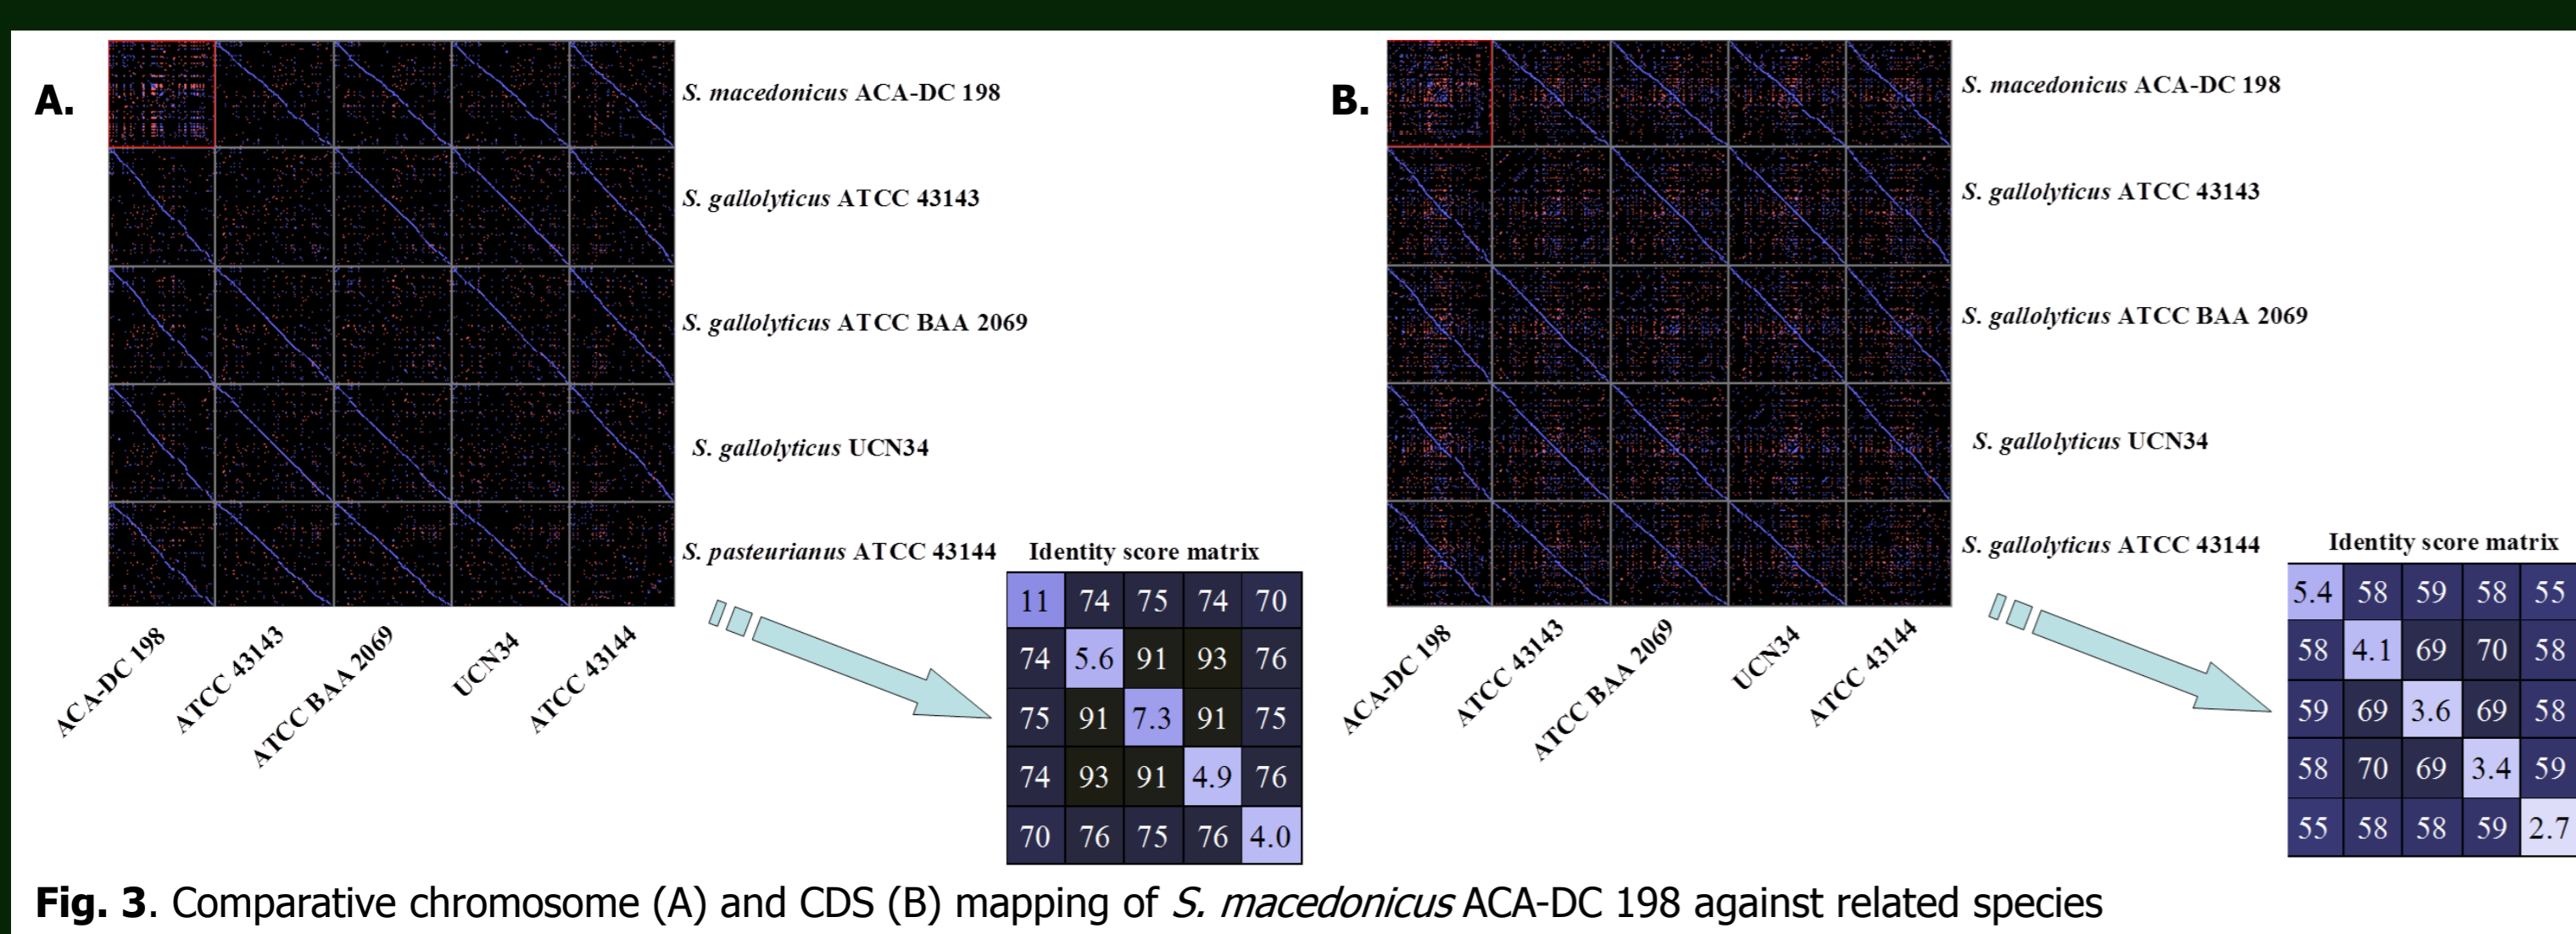 A.
S. macedonicus ACA-DC 198
S. gallolyticus ATCC 43143
S. gallolyticus ATCC BAA 2069
S. gallolyticus UCN34
S. pasteurianus ATCC 43144
ACA-DC 198
ATCC 43143
ATCC BAA 2069
UCN34
ATCC 43144
Identity score matrix
11 74 75 74 70
74 5.6 91 93 76
75 91 7.3 91 75
74 93 91 4.9 76
70 76 75 76 4.0
B.
S. macedonicus ACA-DC 198
S. gallolyticus ATCC 43143
S. gallolyticus ATCC BAA 2069
S. gallolyticus UCN34
S. gallolyticus ATCC 43144
ACA-DC 198
ATCC 43143
ATCC BAA 2069
UCN34
ATCC 43144
Identity score matrix
5.4 58 59 58 55
58 4.1 69 70 58
59 69 3.6 69 58
58 70 69 3.4 59
55 58 58 59 2.7
Fig. 3. Comparative chromosome (A) and CDS (B) mapping of S. macedonicus ACA-DC 198 against related species